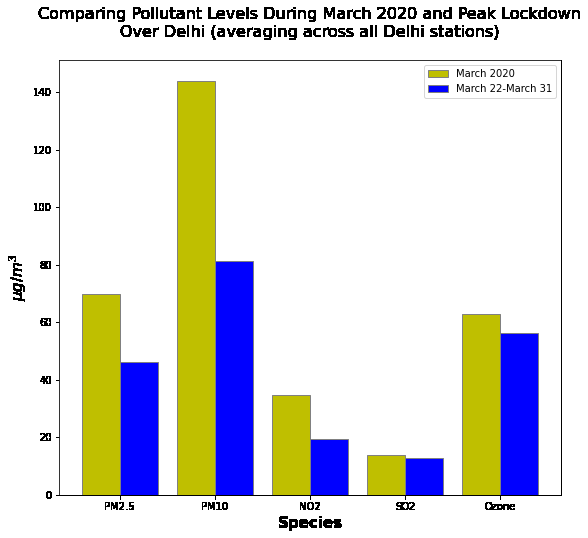 Comparing Pollutant Levels During March 2020 and Peak Lockdown
Over Delhi (averaging across all Delhi stations)
March 2020
March 22-March 31
140
120
100
80
60
40
20
0
μg/m³
PM2.5 PM10 NO2 SO2 Ozone
Species